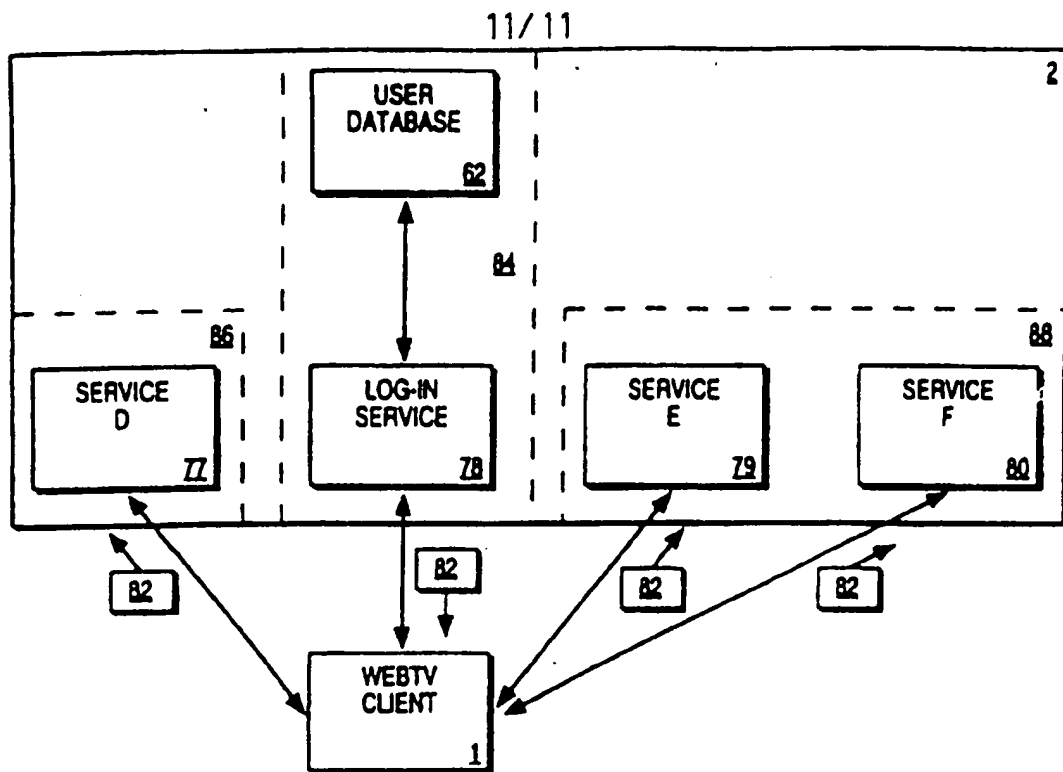 11/11
2
USER
DATABASE
62
84
86
88
SERVICE
D
77
LOG-IN
SERVICE
78
SERVICE
E
79
SERVICE
F
80
82
82
82
82
WEBTV
CLIENT
1